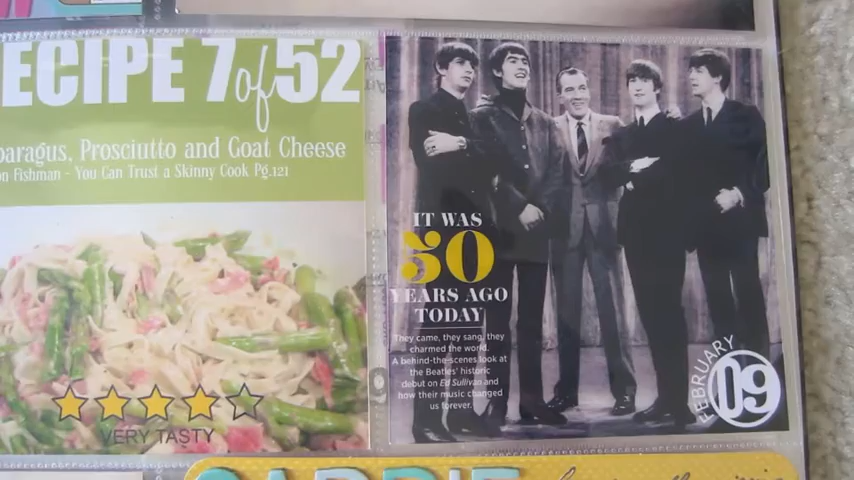 ECIPE 7 of 52
paragus, Prosciutto and Goat Cheese
on Fishman - You Can Trust a Skinny Cook Pg.121
VERY TASTY
IT WAS
50
YEARS AGO
TODAY
They came, they sang, they
charmed the world.
A behind-the-scenes look at
the Beatles' historic
debut on Ed Sullivan and
how their music changed
us forever.
FEBRUARY
09